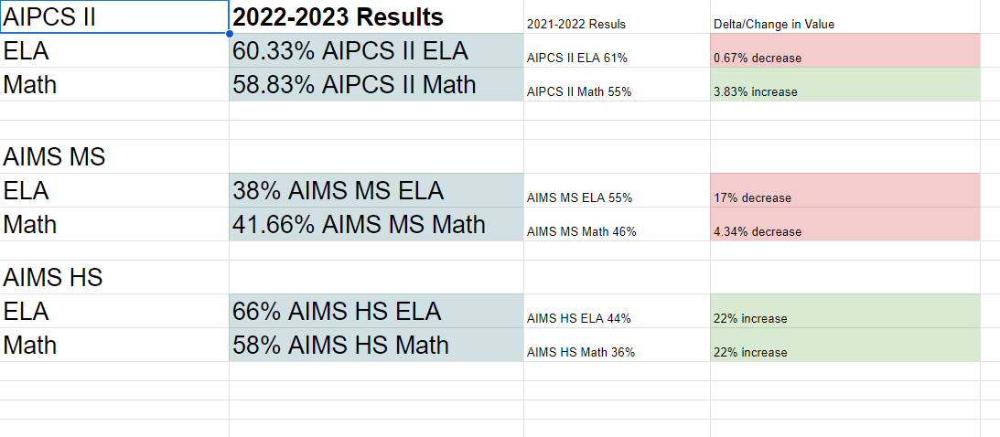 AIPCS II 2022-2023 Results 2021-2022 Resuls Delta/Change in Value
ELA 60.33% AIPCS II ELA AIPCS II ELA 61% 0.67% decrease
Math 58.83% AIPCS II Math AIPCS II Math 55% 3.83% increase
AIMS MS
ELA 38% AIMS MS ELA AIMS MS ELA 55% 17% decrease
Math 41.66% AIMS MS Math AIMS MS Math 46% 4.34% decrease
AIMS HS
ELA 66% AIMS HS ELA AIMS HS ELA 44% 22% increase
Math 58% AIMS HS Math AIMS HS Math 36% 22% increase